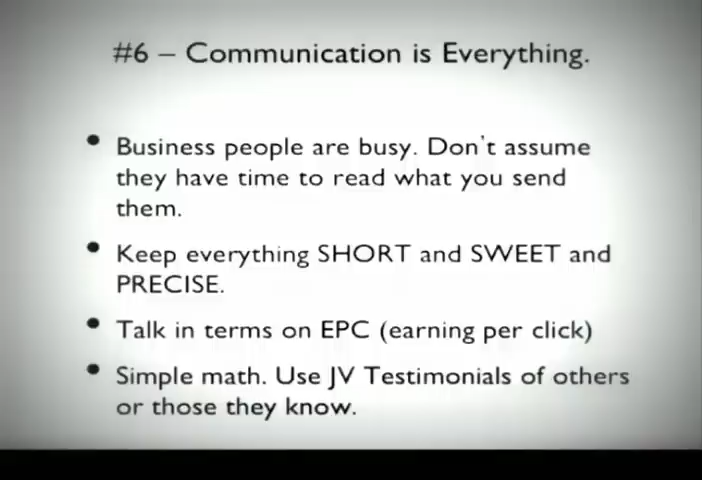 #6 – Communication is Everything.
• Business people are busy. Don't assume
they have time to read what you send
them.
• Keep everything SHORT and SWEET and
PRECISE.
• Talk in terms on EPC (earning per click)
• Simple math. Use JV Testimonials of others
or those they know.